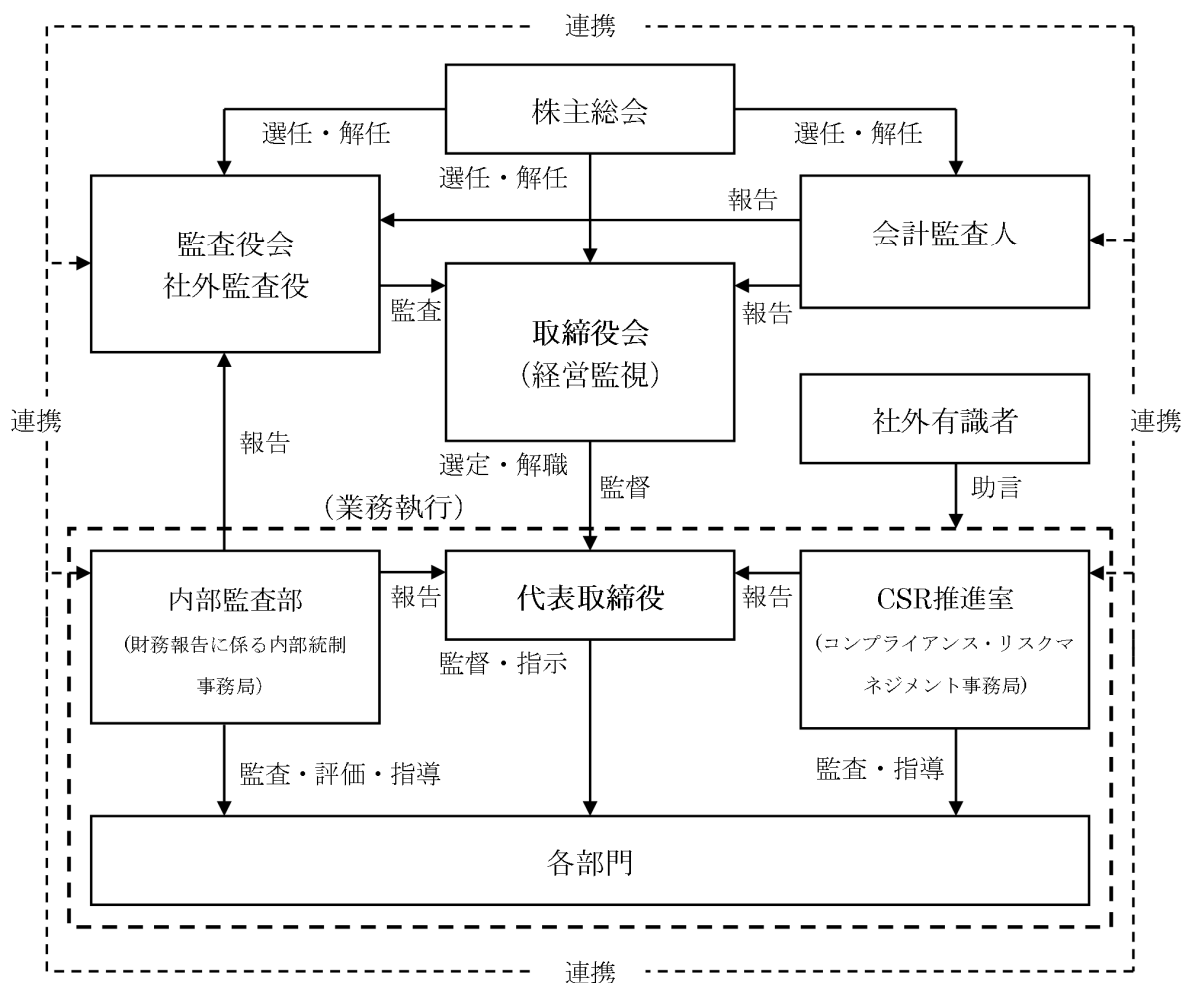 連携
株主総会
選任・解任
選任・解任
選任・解任
報告
監査役会
社外監査役
会計監査人
監査
報告
取締役会
（経営監視）
連携
社外有識者
連携
報告
選定・解職
監督
助言
（業務執行）
内部監査部
(財務報告に係る内部統制
事務局）
報告
代表取締役
報告
CSR推進室
(コンプライアンス・リスクマ
ネジメント事務局)
監督・指示
監査・評価・指導
監査・指導
各部門
連携